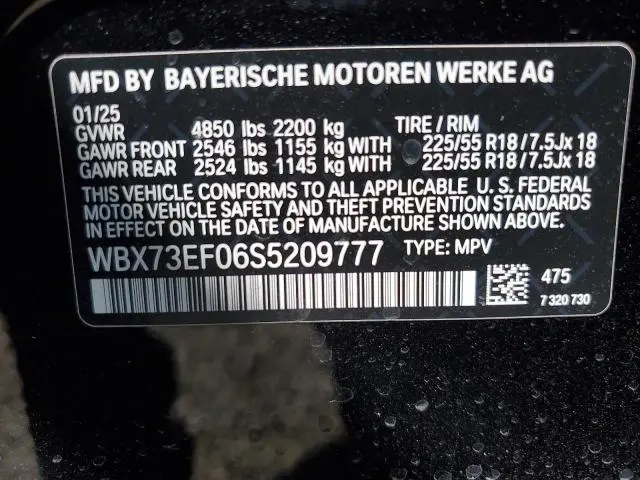 MFD BY BAYERISCHE MOTOREN WERKE AG
01/25
GVWR 4850 lbs 2200 kg TIRE / RIM
GAWR FRONT 2546 lbs 1155 kg WITH 225/55 R18 / 7.5Jx 18
GAWR REAR 2524 lbs 1145 kg WITH 225/55 R18 / 7.5Jx 18
THIS VEHICLE CONFORMS TO ALL APPLICABLE U. S. FEDERAL
MOTOR VEHICLE SAFETY AND THEFT PREVENTION STANDARDS
IN EFFECT ON THE DATE OF MANUFACTURE SHOWN ABOVE.
WBX73EF06S5209777 TYPE: MPV
475
7 320 730